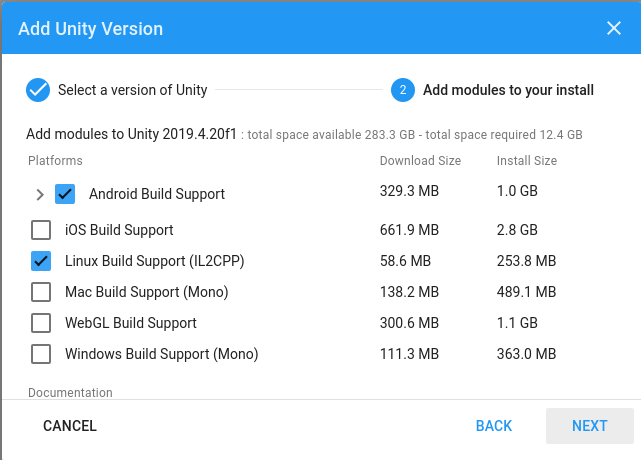 Add Unity Version
Select a version of Unity 2 Add modules to your install
Add modules to Unity 2019.4.20f1 : total space available 283.3 GB - total space required 12.4 GB
Platforms Download Size Install Size
Android Build Support 329.3 MB 1.0 GB
iOS Build Support 661.9 MB 2.8 GB
Linux Build Support (IL2CPP) 58.6 MB 253.8 MB
Mac Build Support (Mono) 138.2 MB 489.1 MB
WebGL Build Support 300.6 MB 1.1 GB
Windows Build Support (Mono) 111.3 MB 363.0 MB
Documentation
CANCEL BACK NEXT